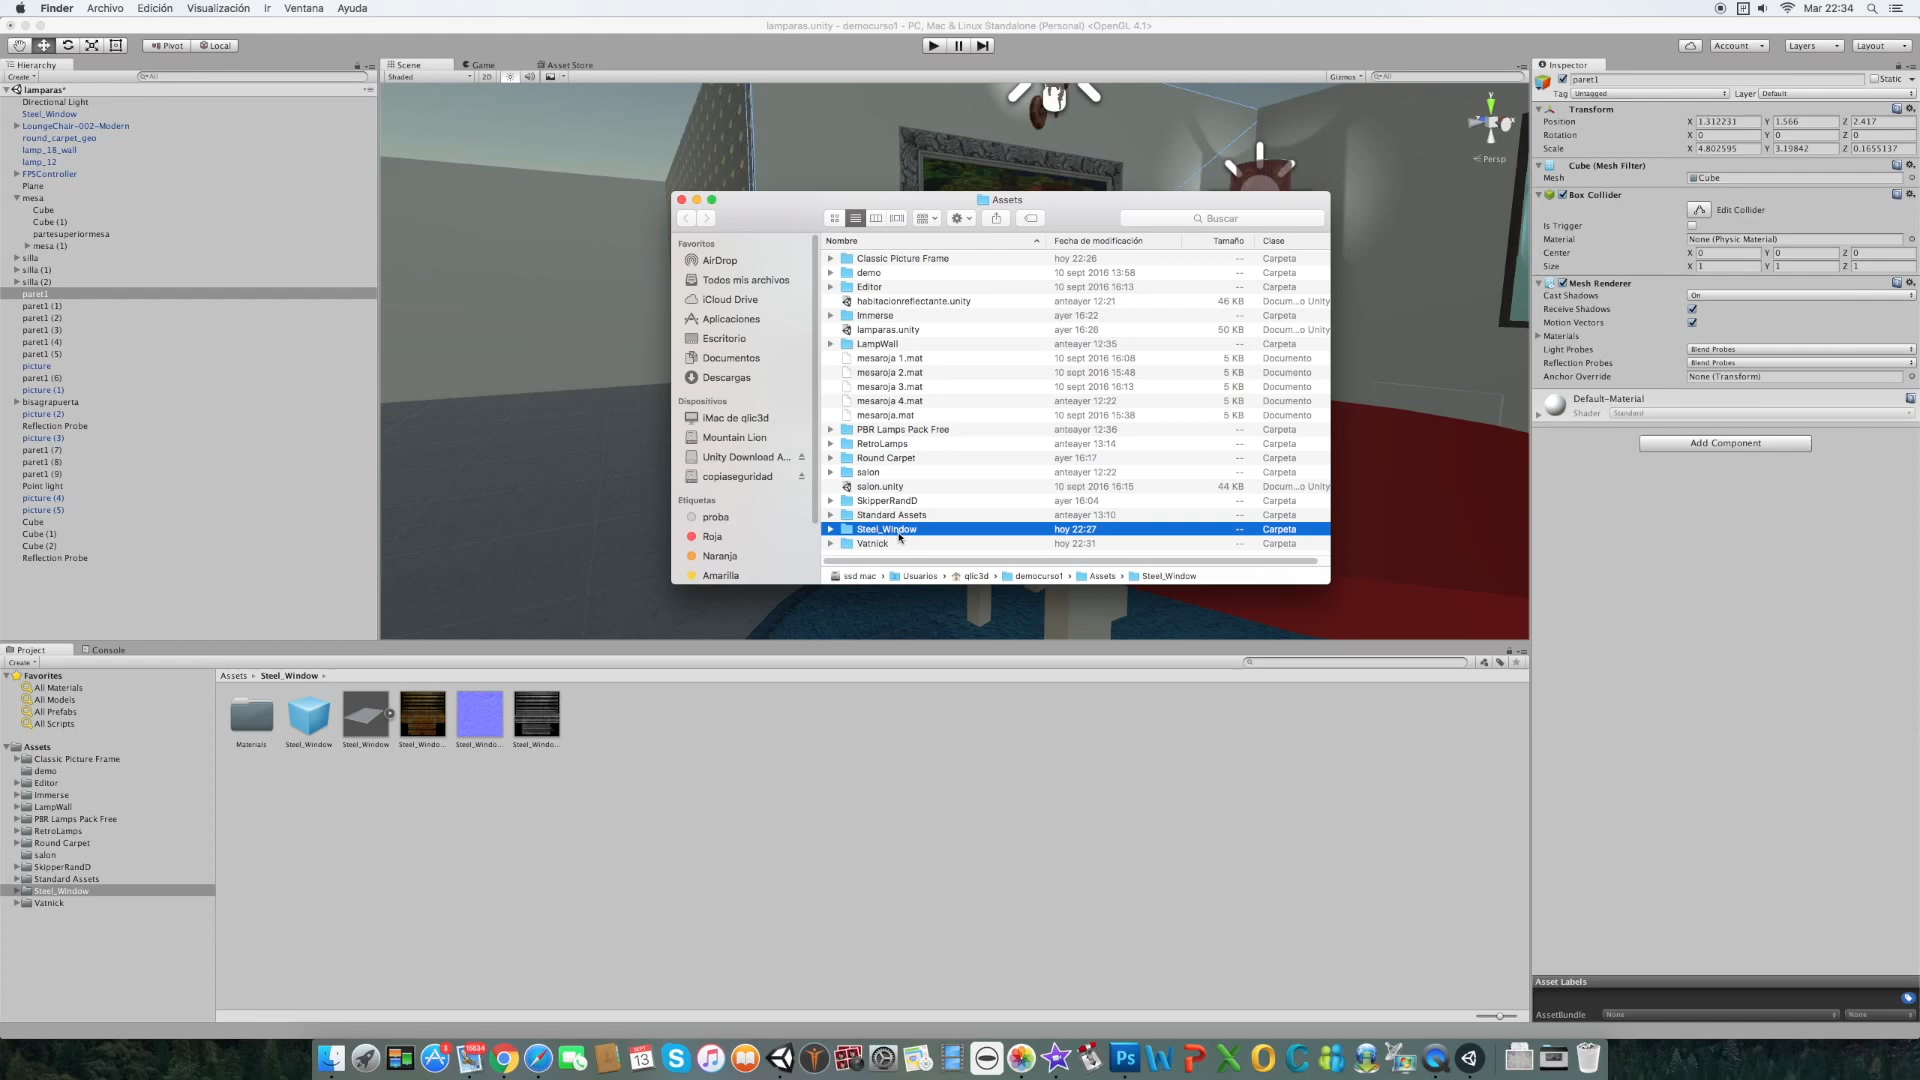 Finder Archivo Edición Visualización Ir Ventana Ayuda Mar 22:34
lamparas.unity - democurso1 - PC, Mac & Linux Standalone (Personal) <OpenGL 4.1>
Pivot Local Account Layers Layout
Hierarchy
Create All
lamparas*
Directional Light
Steel_Window
LoungeChair-002-Modern
round_carpet_geo
lamp_18_wall
lamp_12
FPSController
Plane
mesa
Cube
Cube (1)
partesuperiormesa
mesa (1)
silla
silla (1)
silla (2)
paret1
paret1 (1)
paret1 (2)
paret1 (3)
paret1 (4)
paret1 (5)
picture
paret1 (6)
picture (1)
bisagrapuerta
picture (2)
Reflection Probe
picture (3)
paret1 (7)
paret1 (8)
paret1 (9)
Point light
picture (4)
picture (5)
Cube
Cube (1)
Cube (2)
Reflection Probe
Scene Game Asset Store
Shaded 2D Gizmos All
y
Persp
Assets
Buscar
Favoritos
AirDrop
Todos mis archivos
iCloud Drive
Aplicaciones
Escritorio
Documentos
Descargas
Dispositivos
iMac de qlic3d
Mountain Lion
Unity Download A...
copiaseguridad
Etiquetas
proba
Roja
Naranja
Amarilla
Nombre Fecha de modificación Tamaño Clase
Classic Picture Frame hoy 22:26 -- Carpeta
demo 10 sept 2016 13:58 -- Carpeta
Editor 10 sept 2016 16:13 -- Carpeta
habitacionreflectante.unity anteayer 12:21 46 KB Docum...o Unity
Immerse ayer 16:22 -- Carpeta
lamparas.unity ayer 16:26 50 KB Docum...o Unity
LampWall anteayer 12:35 -- Carpeta
mesaroja 1.mat 10 sept 2016 16:08 5 KB Documento
mesaroja 2.mat 10 sept 2016 15:48 5 KB Documento
mesaroja 3.mat 10 sept 2016 16:13 5 KB Documento
mesaroja 4.mat anteayer 12:22 5 KB Documento
mesaroja.mat 10 sept 2016 15:38 5 KB Documento
PBR Lamps Pack Free anteayer 12:36 -- Carpeta
RetroLamps anteayer 13:14 -- Carpeta
Round Carpet ayer 16:17 -- Carpeta
salon anteayer 12:22 -- Carpeta
salon.unity 10 sept 2016 16:15 44 KB Docum...o Unity
SkipperRandD ayer 16:04 -- Carpeta
Standard Assets anteayer 13:10 -- Carpeta
Steel_Window hoy 22:27 -- Carpeta
Vatnick hoy 22:31 -- Carpeta
ssd mac › Usuarios › qlic3d › democurso1 › Assets › Steel_Window
Inspector
paret1 Static
Tag Untagged Layer Default
Transform
Position X 1.312231 Y 1.566 Z 2.417
Rotation X 0 Y 0 Z 0
Scale X 4.802595 Y 3.19842 Z 0.1655137
Cube (Mesh Filter)
Mesh Cube
Box Collider
Edit Collider
Is Trigger
Material None (Physic Material)
Center X 0 Y 0 Z 0
Size X 1 Y 1 Z 1
Mesh Renderer
Cast Shadows On
Receive Shadows
Motion Vectors
Materials
Light Probes Blend Probes
Reflection Probes Blend Probes
Anchor Override None (Transform)
Default-Material
Shader Standard
Add Component
Asset Labels
AssetBundle None None
Project Console
Create
Favorites
All Materials
All Models
All Prefabs
All Scripts
Assets
Classic Picture Frame
demo
Editor
Immerse
LampWall
PBR Lamps Pack Free
RetroLamps
Round Carpet
salon
SkipperRandD
Standard Assets
Steel_Window
Vatnick
Assets Steel_Window
Materials Steel_Window Steel_Window Steel_Windo... Steel_Windo... Steel_Windo...
13
Ps